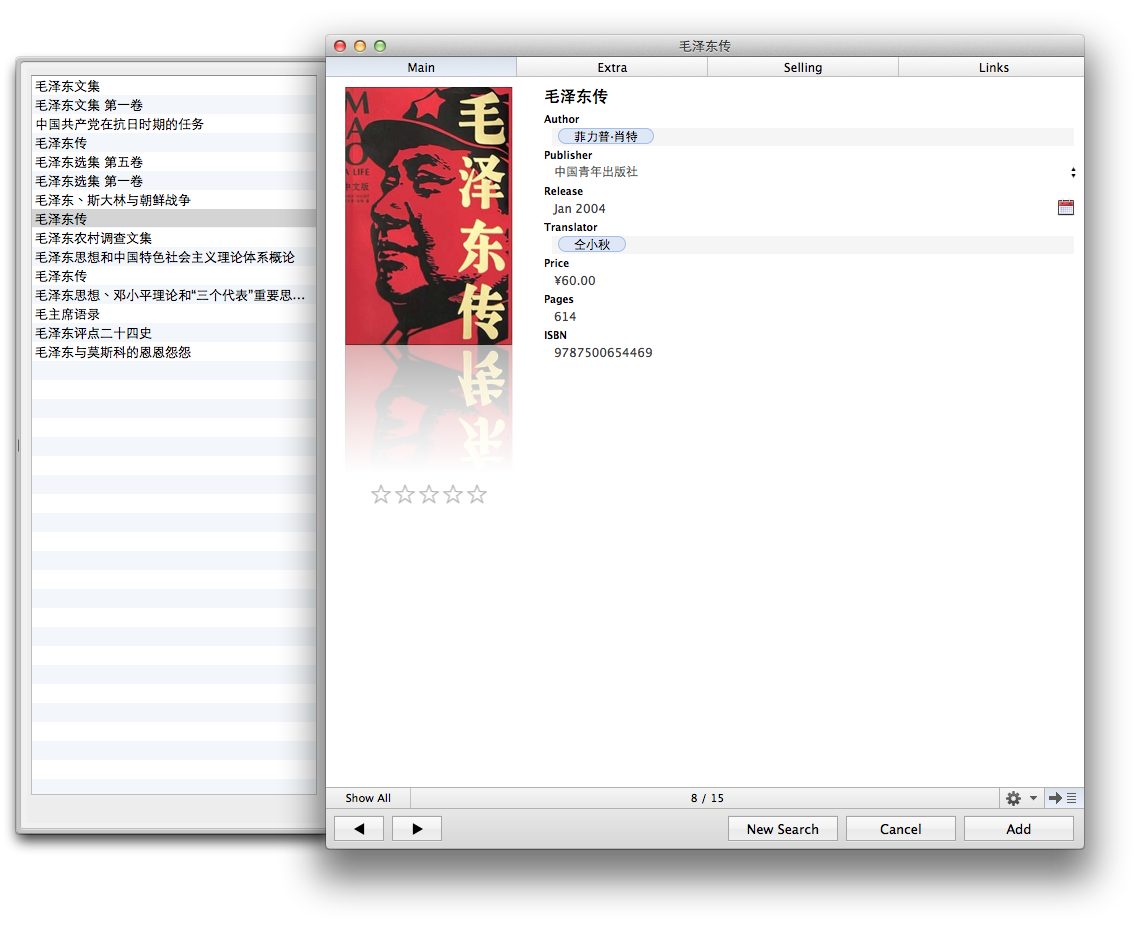 毛泽东文集
毛泽东文集 第一卷
中国共产党在抗日时期的任务
毛泽东传
毛泽东选集 第五卷
毛泽东选集 第一卷
毛泽东、斯大林与朝鲜战争
毛泽东传
毛泽东农村调查文集
毛泽东思想和中国特色社会主义理论体系概论
毛泽东传
毛泽东思想、邓小平理论和“三个代表”重要思…
毛主席语录
毛泽东评点二十四史
毛泽东与莫斯科的恩恩怨怨
毛泽东传
Main
Extra
Selling
Links
MAO
A LIFE
中文版
毛泽东传
毛泽东传
Author
菲力普·肖特
Publisher
中国青年出版社
Release
Jan 2004
Translator
仝小秋
Price
¥60.00
Pages
614
ISBN
9787500654469
Show All
8 / 15
New Search
Cancel
Add